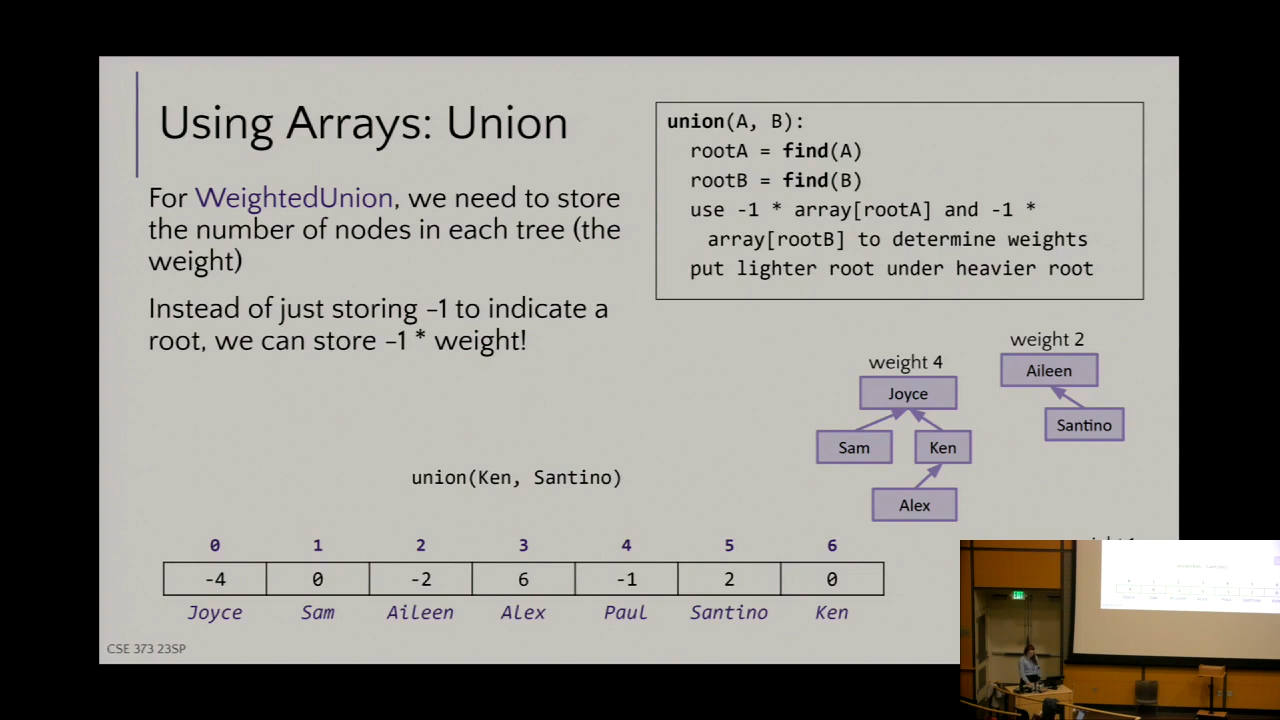 Using Arrays: Union
For WeightedUnion, we need to store
the number of nodes in each tree (the
weight)
Instead of just storing -1 to indicate a
root, we can store -1 * weight!
union(A, B):
rootA = find(A)
rootB = find(B)
use -1 * array[rootA] and -1 *
array[rootB] to determine weights
put lighter root under heavier root
weight 2
Aileen
Santino
weight 4
Joyce
Sam
Ken
Alex
union(Ken, Santino)
0 1 2 3 4 5 6
-4 0 -2 6 -1 2 0
Joyce Sam Aileen Alex Paul Santino Ken
CSE 373 23SP